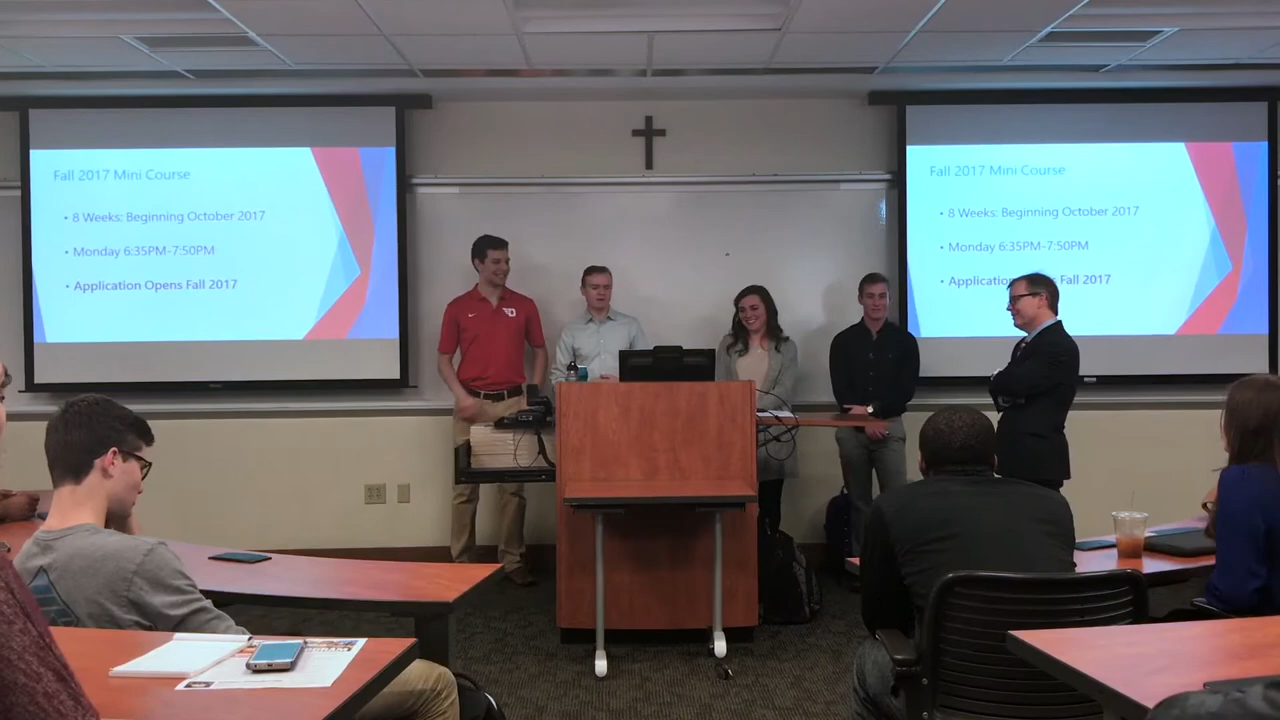 Fall 2017 Mini Course
• 8 Weeks: Beginning October 2017
• Monday 6:35PM-7:50PM
• Application Opens Fall 2017
Fall 2017 Mini Course
• 8 Weeks: Beginning October 2017
• Monday 6:35PM-7:50PM
• Application Fall 2017
D